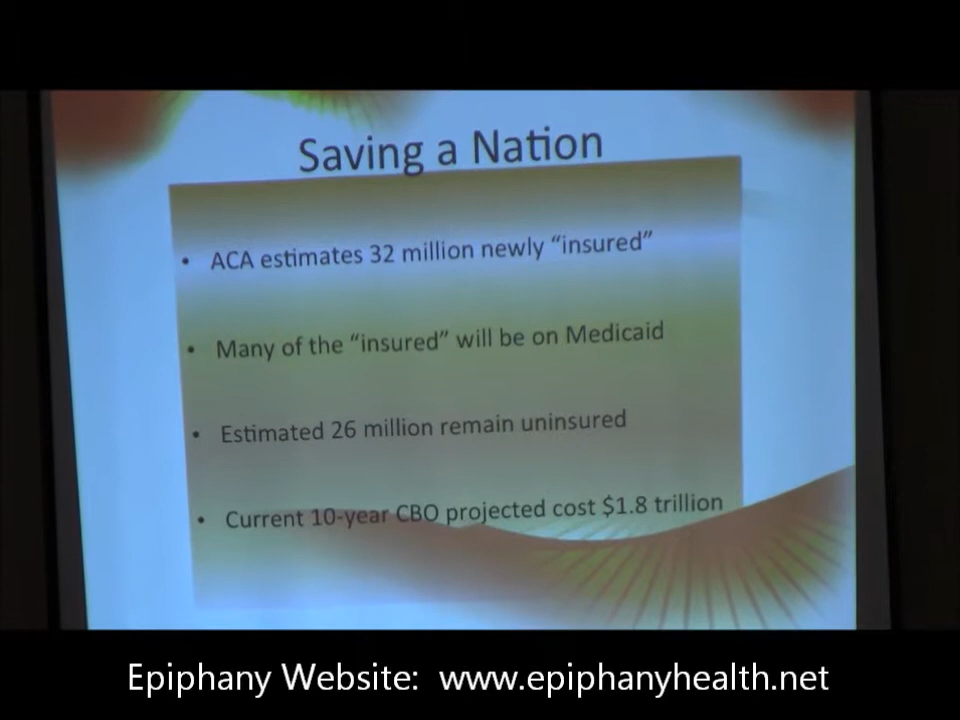 Saving a Nation
• ACA estimates 32 million newly “insured”
• Many of the “insured” will be on Medicaid
• Estimated 26 million remain uninsured
• Current 10-year CBO projected cost $1.8 trillion
Epiphany Website: www.epiphanyhealth.net